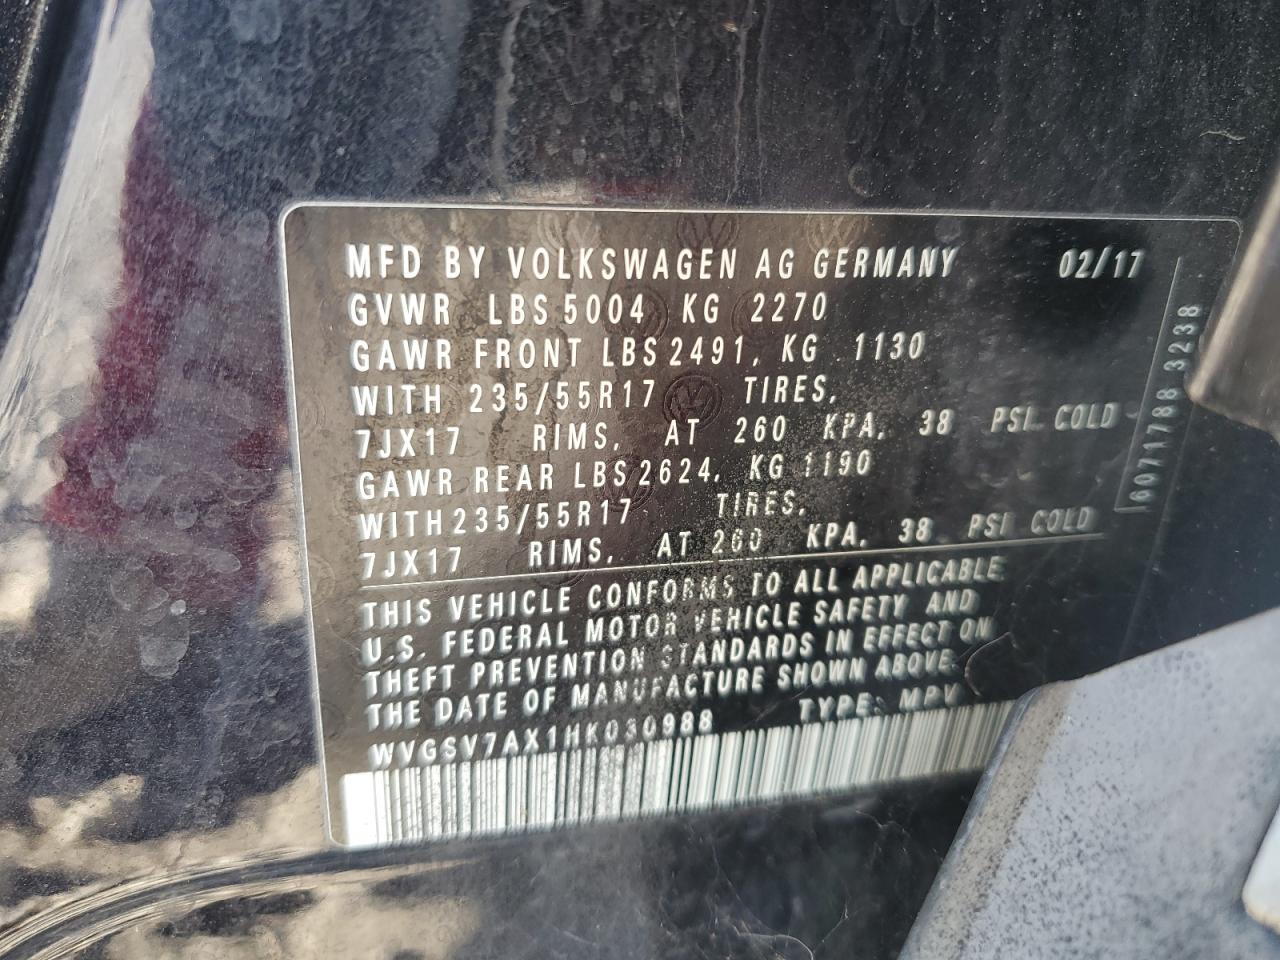 MFD BY VOLKSWAGEN AG GERMANY 02/17
GVWR LBS 5004 KG 2270
GAWR FRONT LBS 2491, KG 1130
WITH 235/55R17 TIRES,
7JX17 RIMS, AT 260 KPA, 38 PSI COLD
GAWR REAR LBS 2624, KG 1190
WITH 235/55R17 TIRES,
7JX17 RIMS, AT 260 KPA, 38 PSI COLD
THIS VEHICLE CONFORMS TO ALL APPLICABLE
U.S. FEDERAL MOTOR VEHICLE SAFETY AND
THEFT PREVENTION STANDARDS IN EFFECT ON
THE DATE OF MANUFACTURE SHOWN ABOVE.
WVGSV7AX1HK030988 TYPE: MPV
6071788 3238